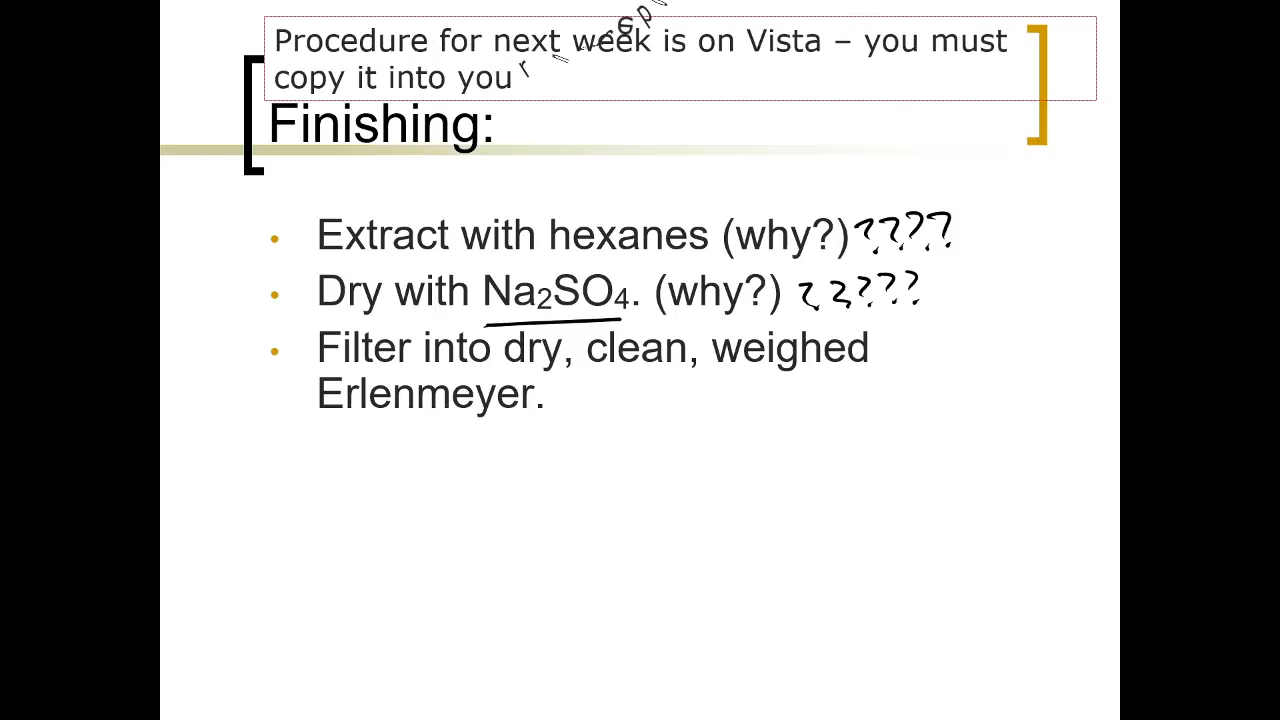 Procedure for next week is on Vista – you must
copy it into your
Finishing:
• Extract with hexanes (why?) ????
• Dry with Na₂SO₄. (why?) ?????
• Filter into dry, clean, weighed
Erlenmeyer.